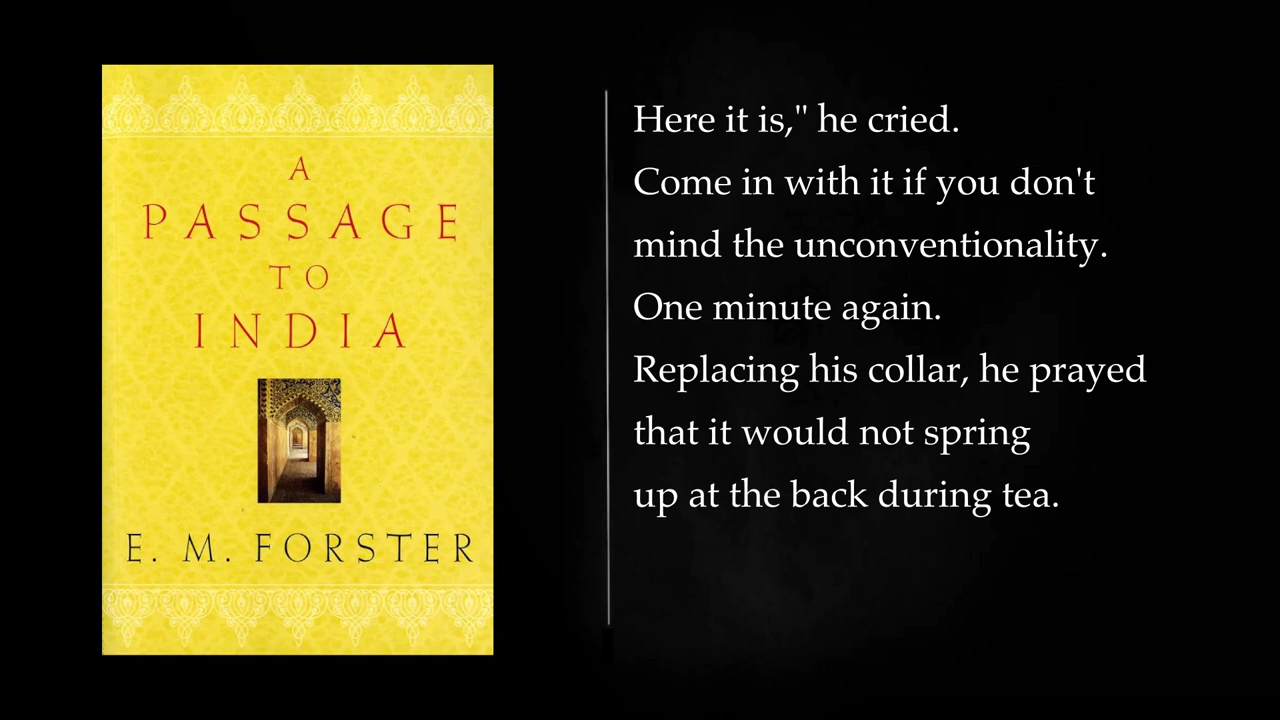 A
PASSAGE
TO
INDIA
E. M. FORSTER
Here it is," he cried.
Come in with it if you don't
mind the unconventionality.
One minute again.
Replacing his collar, he prayed
that it would not spring
up at the back during tea.